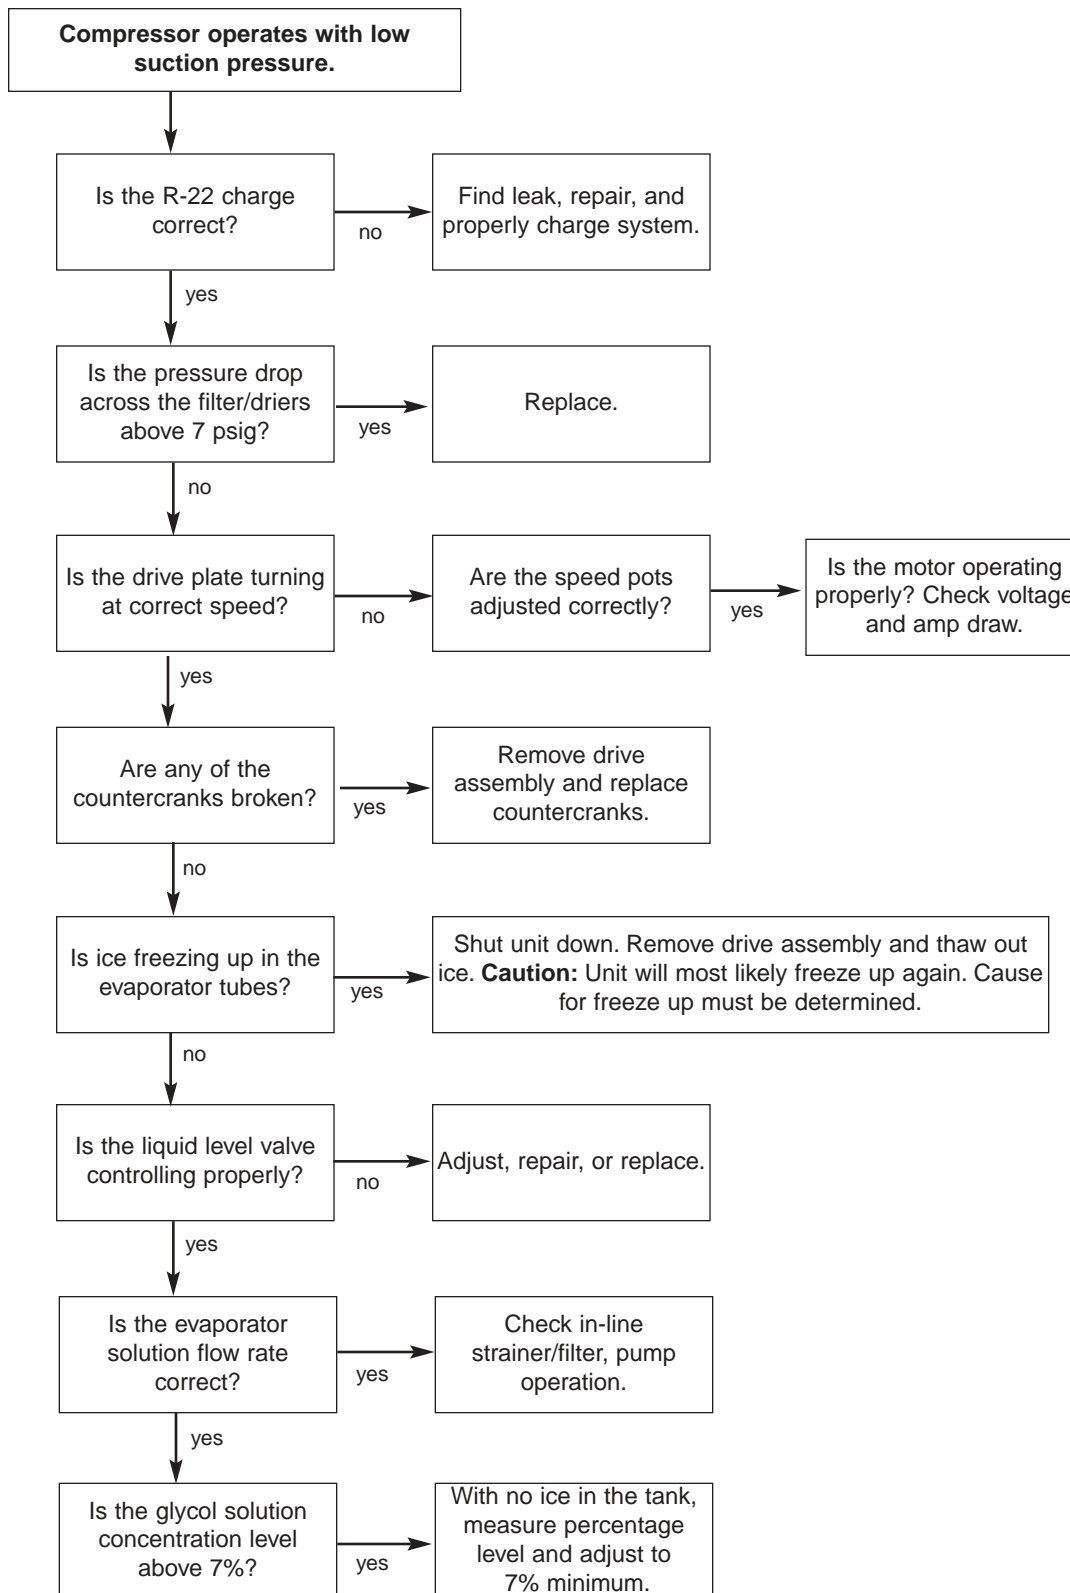 Compressor operates with low
suction pressure.
Is the R-22 charge
correct?
no
Find leak, repair, and
properly charge system.
yes
Is the pressure drop
across the filter/driers
above 7 psig?
yes
Replace.
no
Is the drive plate turning
at correct speed?
no
Are the speed pots
adjusted correctly?
yes
Is the motor operating
properly? Check voltage
and amp draw.
yes
Are any of the
countercranks broken?
yes
Remove drive
assembly and replace
countercranks.
no
Is ice freezing up in the
evaporator tubes?
yes
Shut unit down. Remove drive assembly and thaw out
ice. Caution: Unit will most likely freeze up again. Cause
for freeze up must be determined.
no
Is the liquid level valve
controlling properly?
no
Adjust, repair, or replace.
yes
Is the evaporator
solution flow rate
correct?
yes
Check in-line
strainer/filter, pump
operation.
yes
Is the glycol solution
concentration level
above 7%?
yes
With no ice in the tank,
measure percentage
level and adjust to
7% minimum.